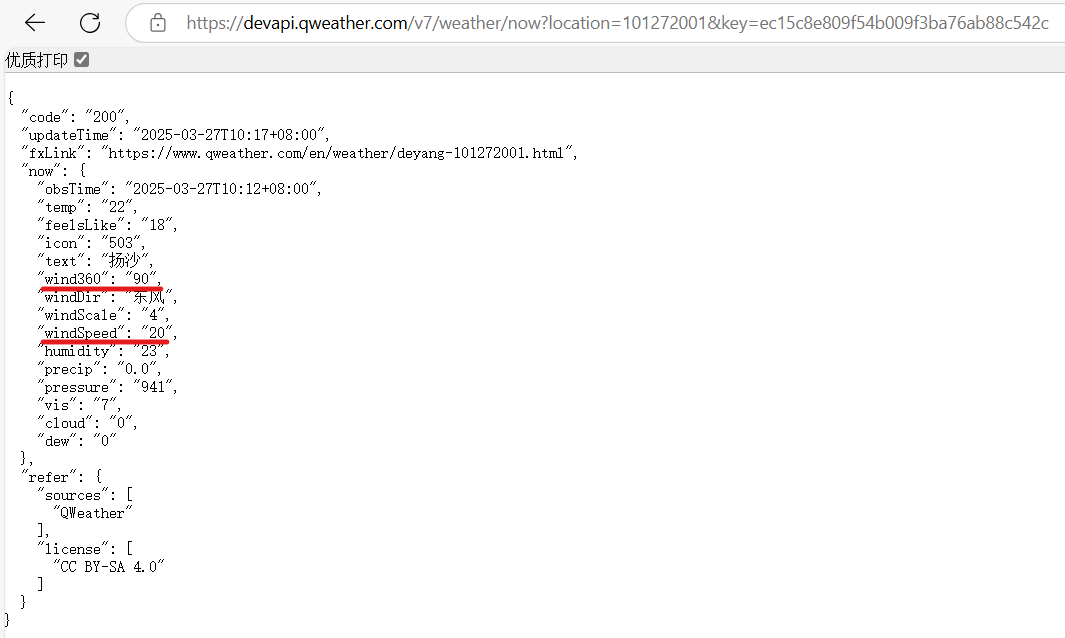 https://devapi.qweather.com/v7/weather/now?location=101272001&key=ec15c8e809f54b009f3ba76ab88c542c
优质打印
{
"code": "200",
"updateTime": "2025-03-27T10:17+08:00",
"fxLink": "https://www.qweather.com/en/weather/deyang-101272001.html",
"now": {
"obsTime": "2025-03-27T10:12+08:00",
"temp": "22",
"feelsLike": "18",
"icon": "503",
"text": "扬沙",
"wind360": "90",
"windDir": "东风",
"windScale": "4",
"windSpeed": "20",
"humidity": "23",
"precip": "0.0",
"pressure": "941",
"vis": "7",
"cloud": "0",
"dew": "0"
},
"refer": {
"sources": [
"QWeather"
],
"license": [
"CC BY-SA 4.0"
]
}
}